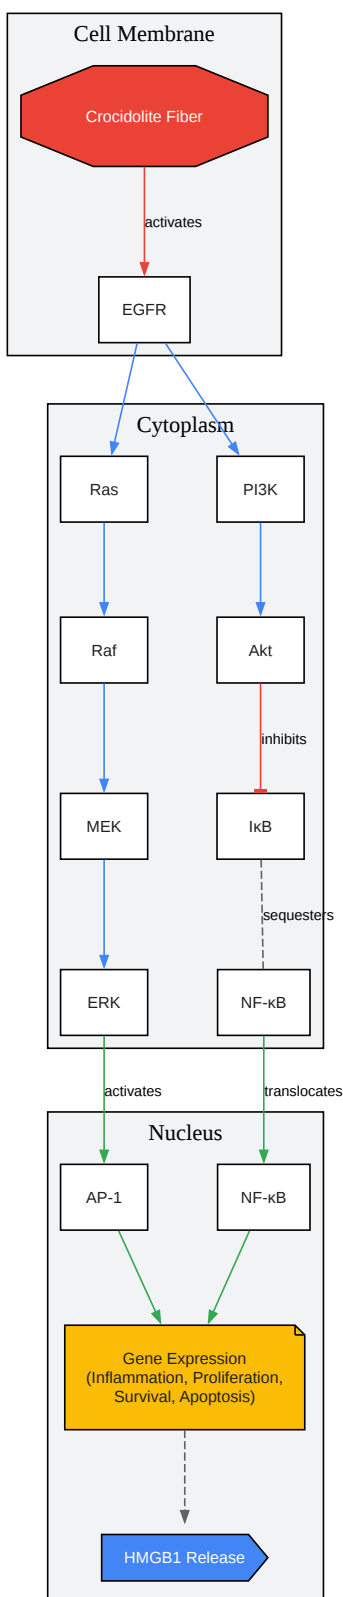 Cell Membrane
Crocidolite Fiber
activates
EGFR
Cytoplasm
Ras
PI3K
Raf
Akt
inhibits
MEK
IκB
sequesters
ERK
NF-κB
activates
translocates
Nucleus
AP-1
NF-κB
Gene Expression
(Inflammation, Proliferation,
Survival, Apoptosis)
HMGB1 Release